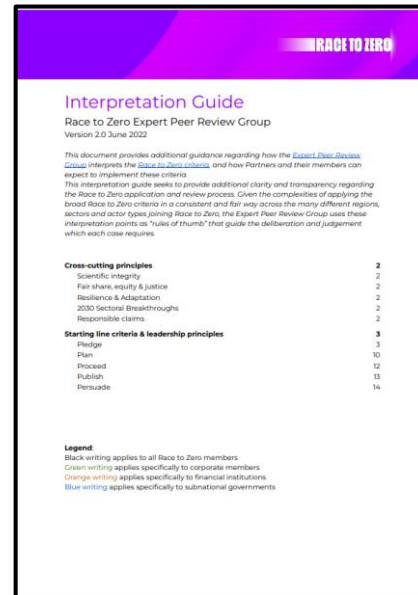 RACE TO ZERO
Interpretation Guide
Race to Zero Expert Peer Review Group
Version 2.0 June 2022
This document provides additional guidance regarding how the Expert Peer Review
Group interprets the Race to Zero criteria, and how Partners and their members can
expect to implement these criteria.
This interpretation guide seeks to provide additional clarity and transparency regarding
the Race to Zero application and review process. Given the complexities of applying the
broad Race to Zero criteria in a consistent and fair way across the many different regions,
sectors and actor types joining Race to Zero, the Expert Peer Review Group uses these
interpretation points as “rules of thumb” that guide the deliberation and judgement
which each case requires.
Cross-cutting principles 2
Scientific integrity 2
Fair share, equity & justice 2
Resilience & Adaptation 2
2030 Sectoral Breakthroughs 2
Responsible claims 2
Starting line criteria & leadership principles 3
Pledge 3
Plan 10
Proceed 12
Publish 13
Persuade 14
Legend:
Black writing applies to all Race to Zero members
Green writing applies specifically to corporate members
Orange writing applies specifically to financial institutions
Blue writing applies specifically to subnational governments